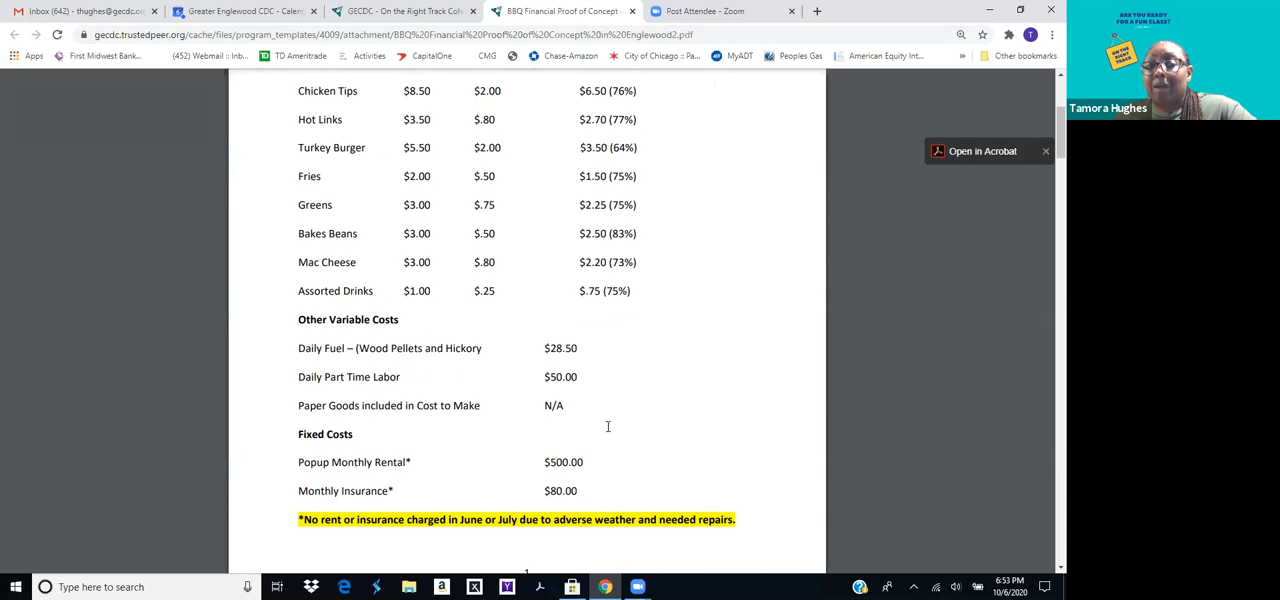 Inbox (642) - thughes@gecdc.o
Greater Englewood CDC - Calen
GECDC - On the Right Track Coh
BBQ Financial Proof of Concept
Post Attendee - Zoom
gecdc.trustedpeer.org/cache/files/program_templates/4009/attachment/BBQ%20Financial%20Proof%20of%20Concept%20in%20Englewood2.pdf
Apps
First Midwest Bank...
(452) Webmail :: Inb...
TD Ameritrade
Activities
CapitalOne
CMG
Chase-Amazon
City of Chicago :: Pa...
MyADT
Peoples Gas
American Equity Int...
»
Other bookmarks
Chicken Tips $8.50 $2.00 $6.50 (76%)
Hot Links $3.50 $.80 $2.70 (77%)
Turkey Burger $5.50 $2.00 $3.50 (64%)
Fries $2.00 $.50 $1.50 (75%)
Greens $3.00 $.75 $2.25 (75%)
Bakes Beans $3.00 $.50 $2.50 (83%)
Mac Cheese $3.00 $.80 $2.20 (73%)
Assorted Drinks $1.00 $.25 $.75 (75%)
Other Variable Costs
Daily Fuel – (Wood Pellets and Hickory $28.50
Daily Part Time Labor $50.00
Paper Goods included in Cost to Make N/A
Fixed Costs
Popup Monthly Rental* $500.00
Monthly Insurance* $80.00
*No rent or insurance charged in June or July due to adverse weather and needed repairs.
Open in Acrobat
ARE YOU READY
FOR A FUN CLASS?
ON THE
RIGHT
TRACK
Tamora Hughes
Type here to search
6:53 PM
10/6/2020